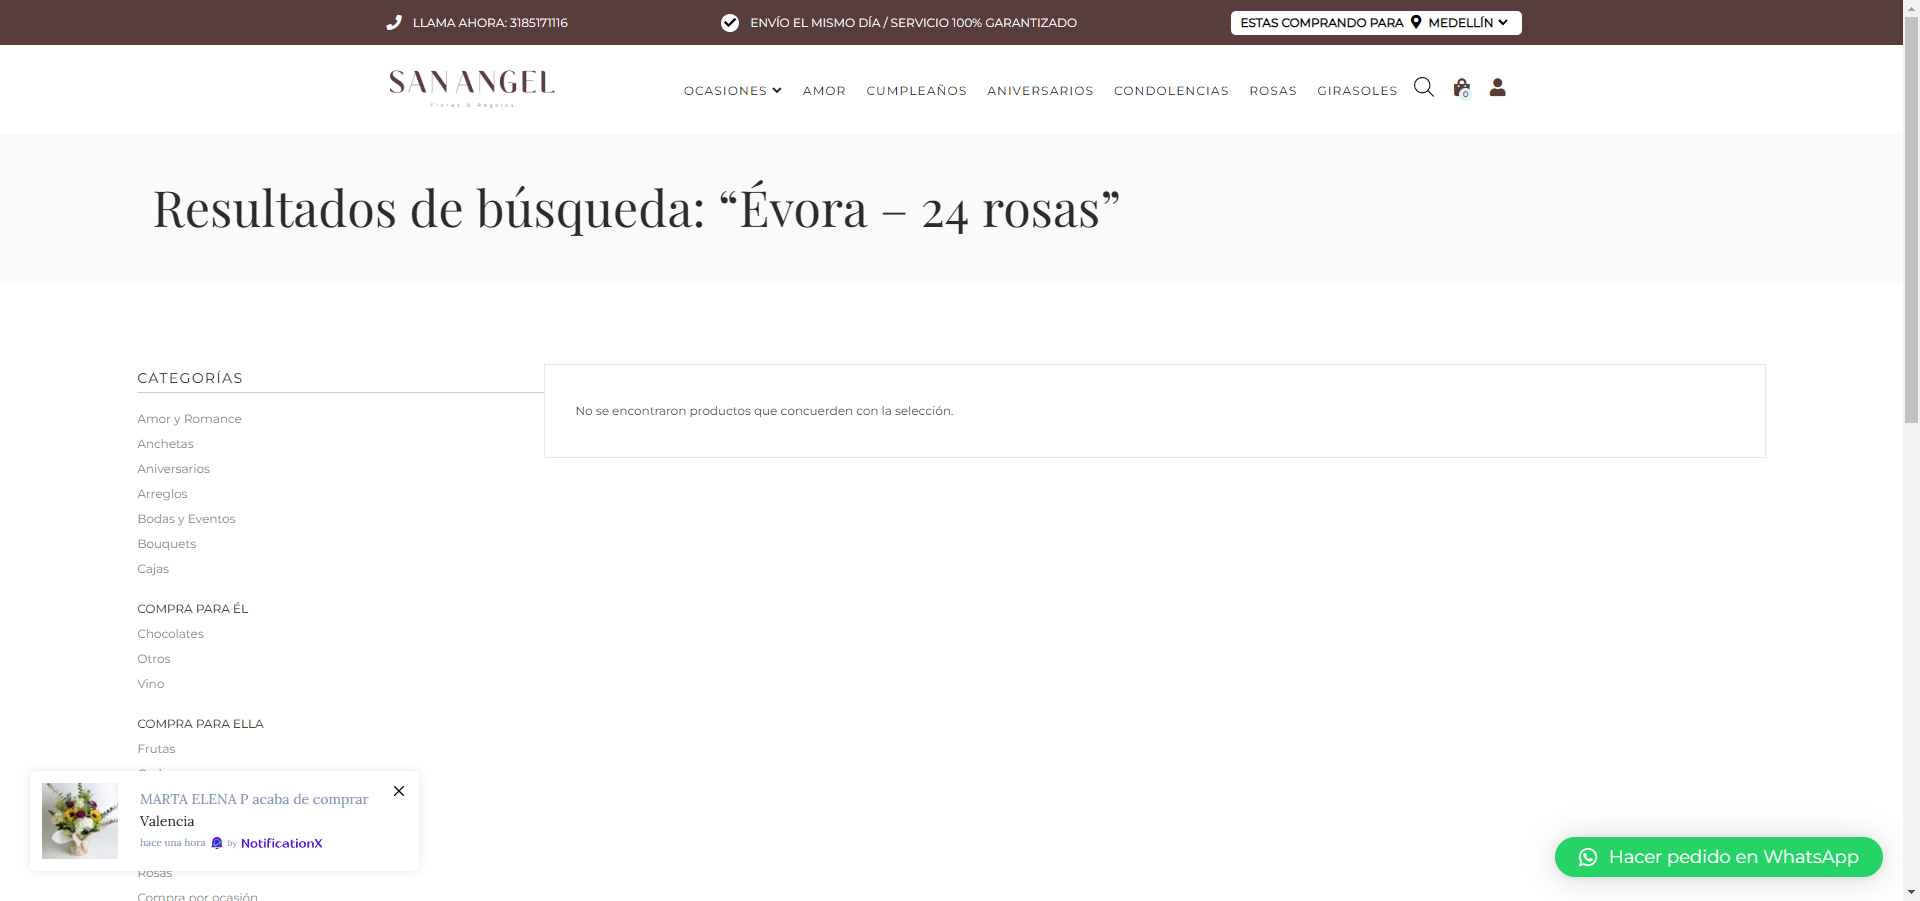 LLAMA AHORA: 3185171116
ENVÍO EL MISMO DÍA / SERVICIO 100% GARANTIZADO
ESTAS COMPRANDO PARA MEDELLÍN
SAN ANGEL
Flores & Regalos
OCASIONES
AMOR
CUMPLEAÑOS
ANIVERSARIOS
CONDOLENCIAS
ROSAS
GIRASOLES
0
Resultados de búsqueda: “Évora – 24 rosas”
CATEGORÍAS
Amor y Romance
Anchetas
Aniversarios
Arreglos
Bodas y Eventos
Bouquets
Cajas
COMPRA PARA ÉL
Chocolates
Otros
Vino
COMPRA PARA ELLA
Frutas
Rosas
Compra por ocasión
No se encontraron productos que concuerden con la selección.
MARTA ELENA P acaba de comprar
Valencia
hace una hora by NotificationX
Hacer pedido en WhatsApp